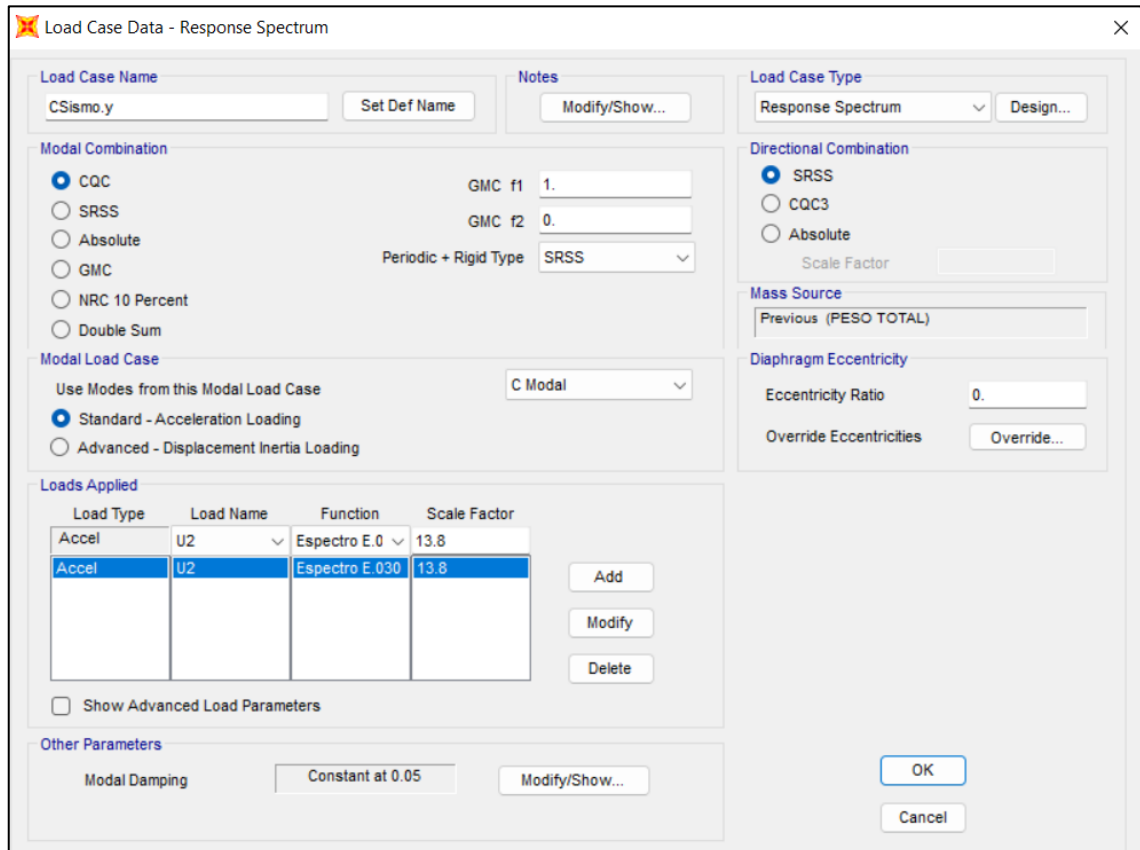 Load Case Data - Response Spectrum
Load Case Name
CSismo.y
Set Def Name
Notes
Modify/Show...
Load Case Type
Response Spectrum
Design...
Modal Combination
CQC
SRSS
Absolute
GMC
NRC 10 Percent
Double Sum
GMC f1
1.
GMC f2
0.
Periodic + Rigid Type
SRSS
Directional Combination
SRSS
CQC3
Absolute
Scale Factor
Mass Source
Previous (PESO TOTAL)
Modal Load Case
Use Modes from this Modal Load Case
C Modal
Standard - Acceleration Loading
Advanced - Displacement Inertia Loading
Diaphragm Eccentricity
Eccentricity Ratio
0.
Override Eccentricities
Override...
Loads Applied
Load Type Load Name Function Scale Factor
Accel U2 Espectro E.0 13.8
Accel U2 Espectro E.030 13.8
Add
Modify
Delete
Show Advanced Load Parameters
Other Parameters
Modal Damping
Constant at 0.05
Modify/Show...
OK
Cancel